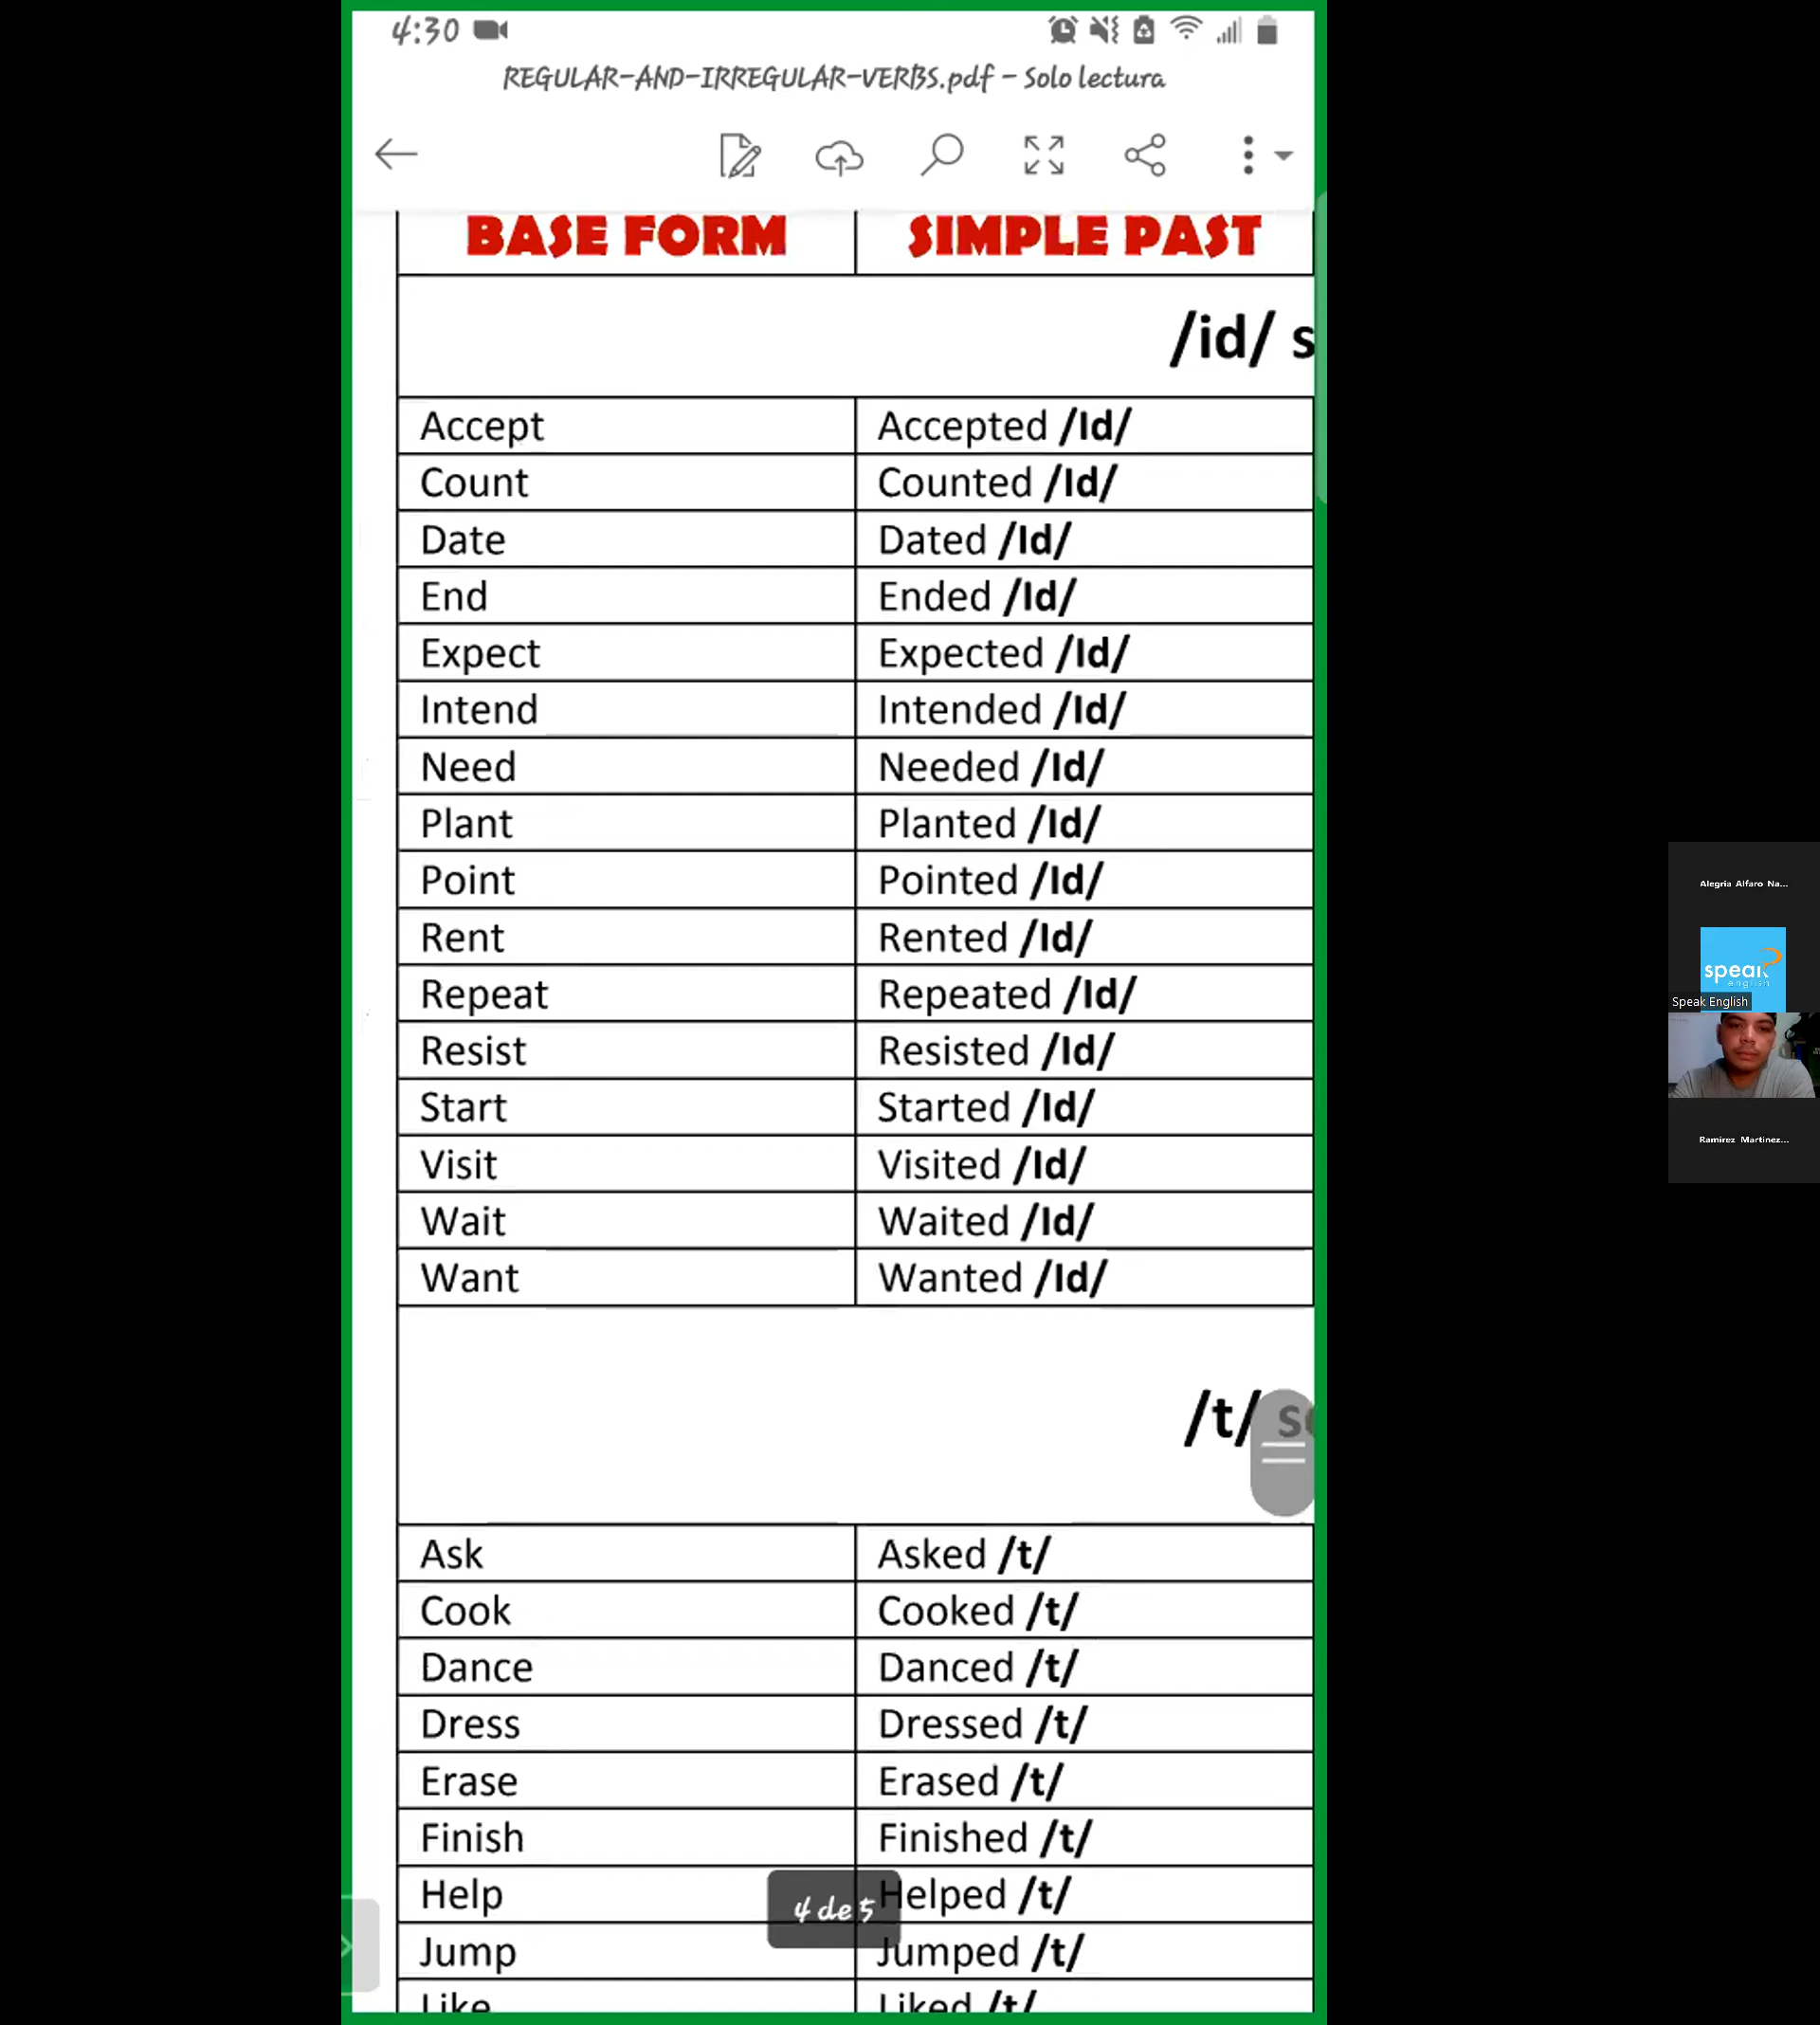 4:30
REGULAR-AND-IRREGULAR-VERBS.pdf - Solo lectura
BASE FORM SIMPLE PAST
/id/ s
Accept Accepted /Id/
Count Counted /Id/
Date Dated /Id/
End Ended /Id/
Expect Expected /Id/
Intend Intended /Id/
Need Needed /Id/
Plant Planted /Id/
Point Pointed /Id/
Rent Rented /Id/
Repeat Repeated /Id/
Resist Resisted /Id/
Start Started /Id/
Visit Visited /Id/
Wait Waited /Id/
Want Wanted /Id/
/t/ s
Ask Asked /t/
Cook Cooked /t/
Dance Danced /t/
Dress Dressed /t/
Erase Erased /t/
Finish Finished /t/
Help Helped /t/
4 de 5
Jump Jumped /t/
Like Liked /t/
Alegria Alfaro Na...
speak
english
Speak English
Ramirez Martinez...